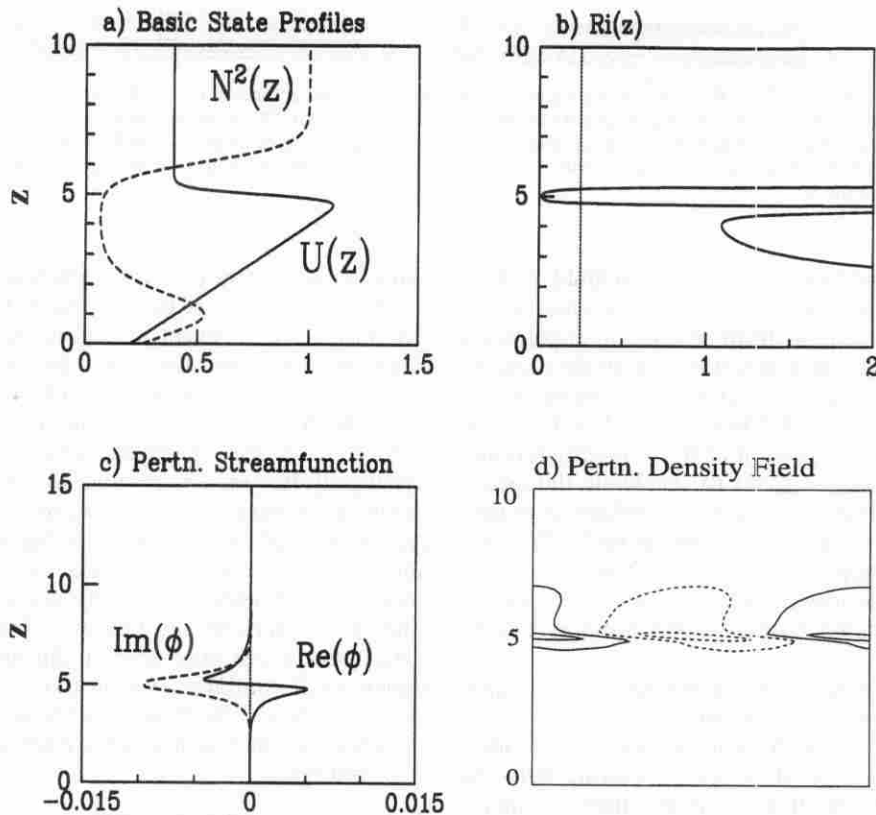 a) Basic State Profiles
10
5
0
z
N²(z)
U(z)
0 0.5 1 1.5
b) Ri(z)
10
5
0
0 1 2
c) Pertn. Streamfunction
15
10
5
0
z
Im(ϕ)
Re(ϕ)
-0.015 0 0.015
d) Pertn. Density Field
10
5
0